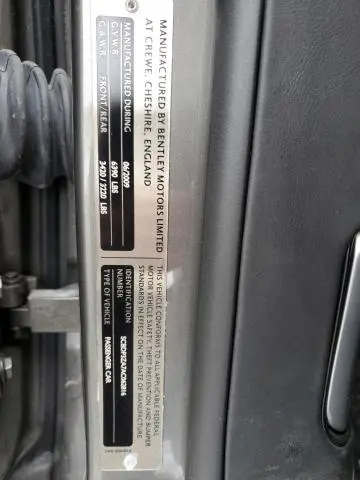 MANUFACTURED BY BENTLEY MOTORS LIMITED
AT CREWE, CHESHIRE, ENGLAND
MANUFACTURED DURING 06/2009
G.V.W.R. 6390 LBS
G.A.W.R. FRONT/REAR 3420 / 3220 LBS
THIS VEHICLE CONFORMS TO ALL APPLICABLE FEDERAL
MOTOR VEHICLE SAFETY, THEFT PREVENTION AND BUMPER
STANDARDS IN EFFECT ON THE DATE OF MANUFACTURE
IDENTIFICATION
NUMBER
TYPE OF VEHICLE PASSENGER CAR